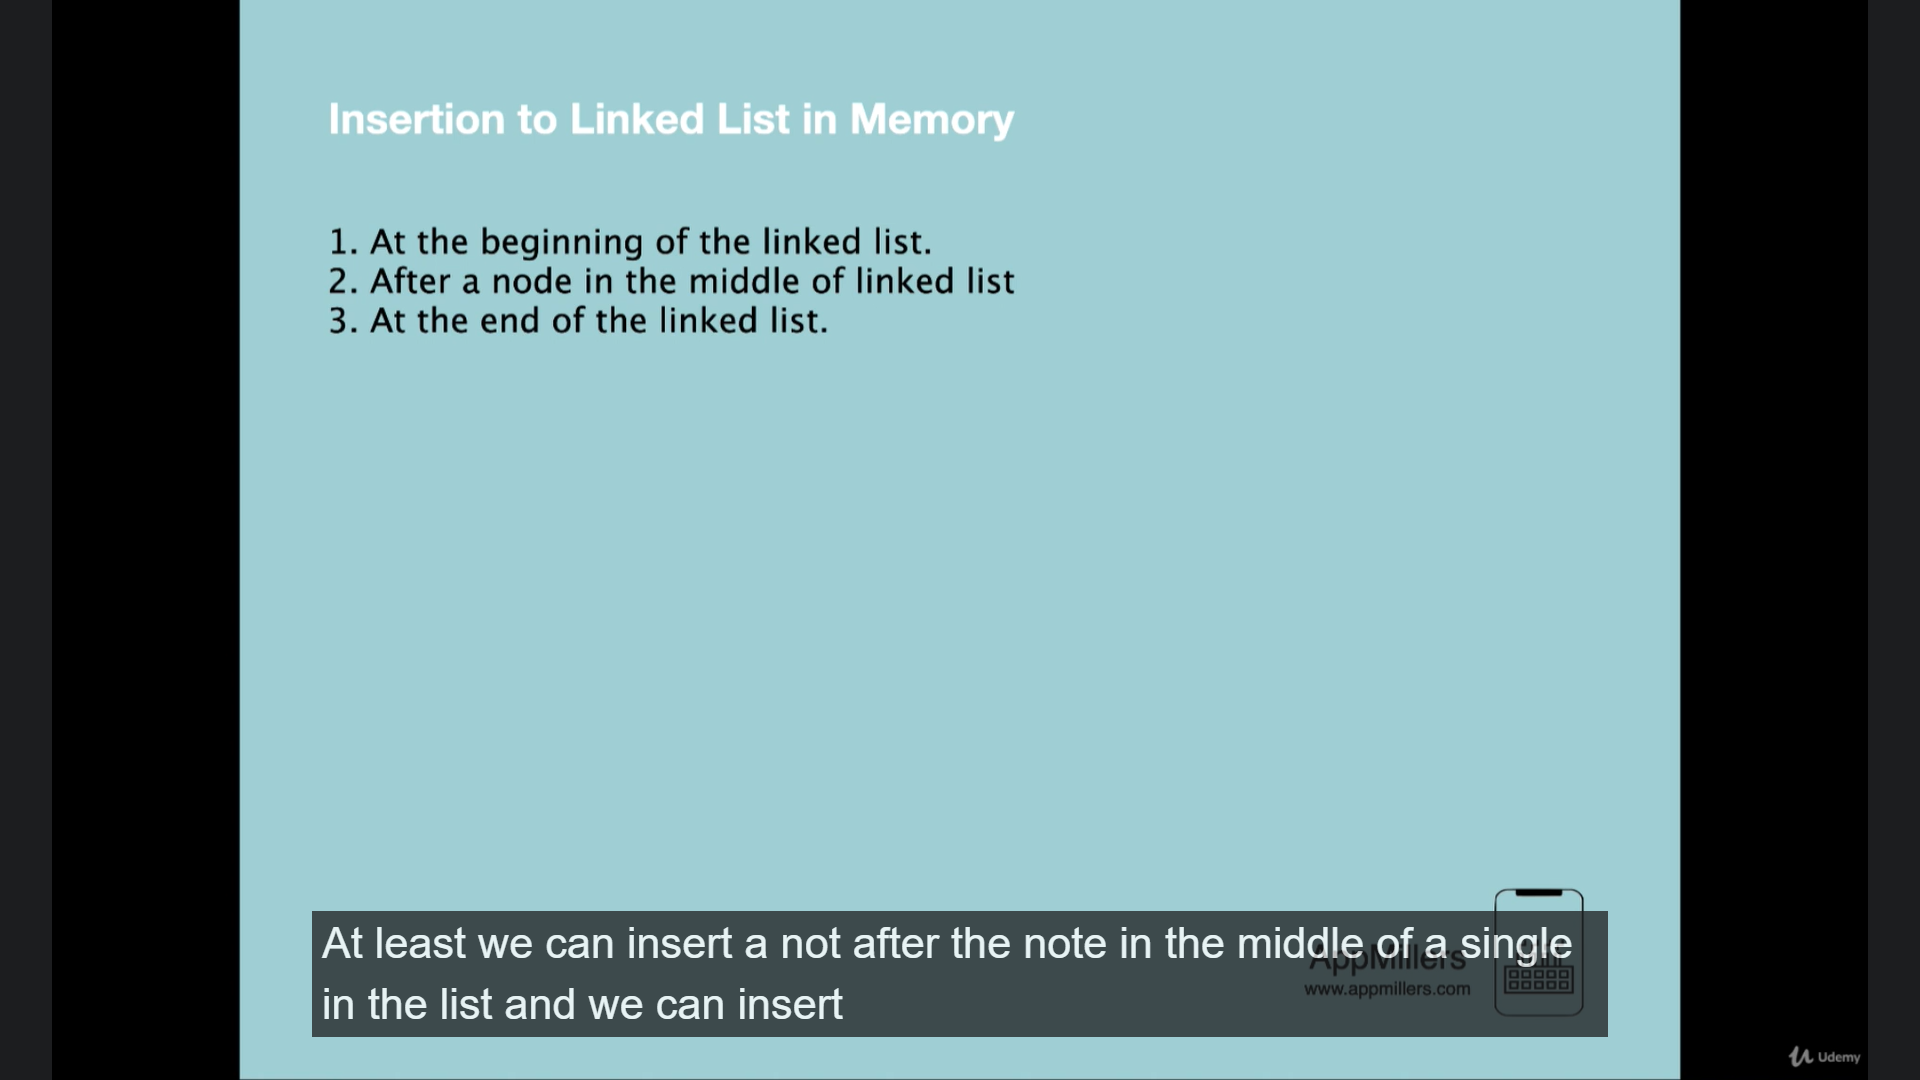 Insertion to Linked List in Memory
1. At the beginning of the linked list.
2. After a node in the middle of linked list
3. At the end of the linked list.
At least we can insert a not after the note in the middle of a single
in the list and we can insert
AppMillers
www.appmillers.com
Udemy